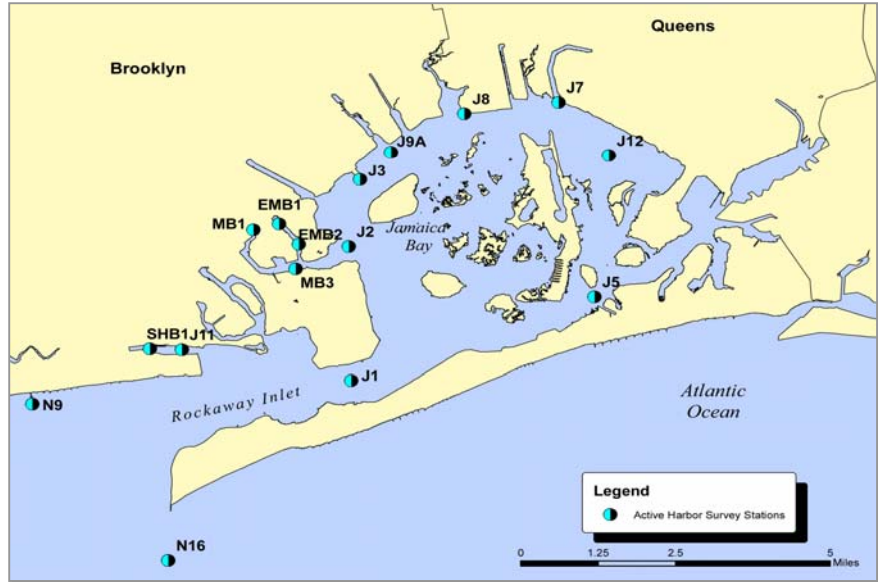 Queens
Brooklyn
J7
J8
J9A
J12
J3
EMB1
MB1
EMB2
J2
Jamaica
Bay
MB3
J5
SHB1
J11
J1
Rockaway Inlet
Atlantic
Ocean
N9
Legend
Active Harbor Survey Stations
N16
0 1.25 2.5 5
Miles